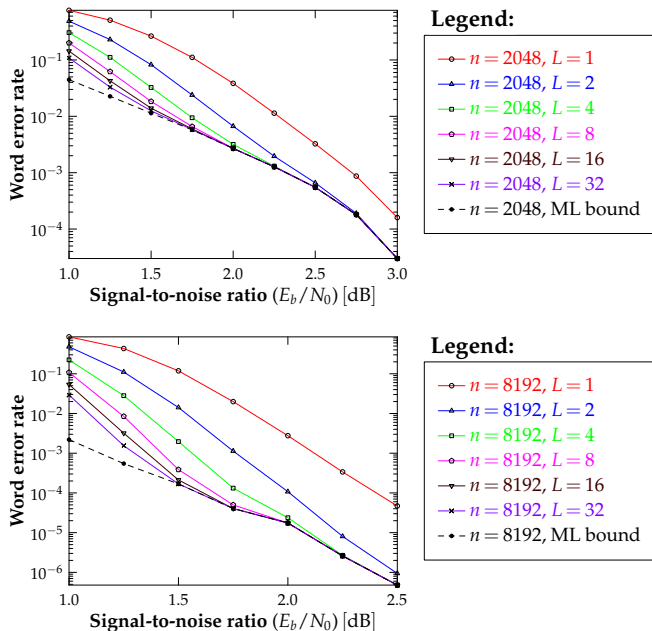 Legend:
n = 2048, L = 1
n = 2048, L = 2
n = 2048, L = 4
n = 2048, L = 8
n = 2048, L = 16
n = 2048, L = 32
n = 2048, ML bound
Word error rate
10⁻¹
10⁻²
10⁻³
10⁻⁴
1.0 1.5 2.0 2.5 3.0
Signal-to-noise ratio (E_b/N_0) [dB]
Legend:
n = 8192, L = 1
n = 8192, L = 2
n = 8192, L = 4
n = 8192, L = 8
n = 8192, L = 16
n = 8192, L = 32
n = 8192, ML bound
Word error rate
10⁻¹
10⁻²
10⁻³
10⁻⁴
10⁻⁵
10⁻⁶
1.0 1.5 2.0 2.5
Signal-to-noise ratio (E_b/N_0) [dB]